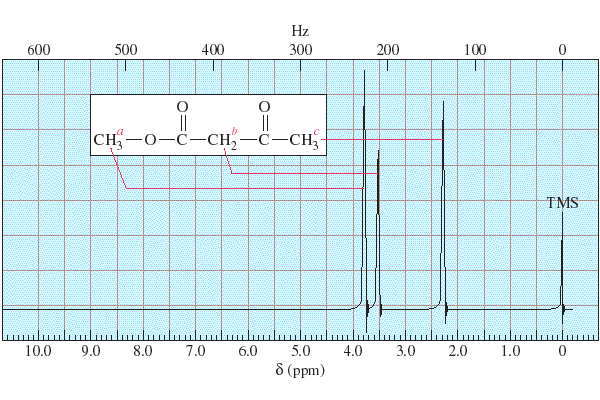 Hz
600 500 400 300 200 100 0
O O
CH₃ᵃ—O—C—CH₂ᵇ—C—CH₃ᶜ
TMS
10.0 9.0 8.0 7.0 6.0 5.0 4.0 3.0 2.0 1.0 0
δ (ppm)